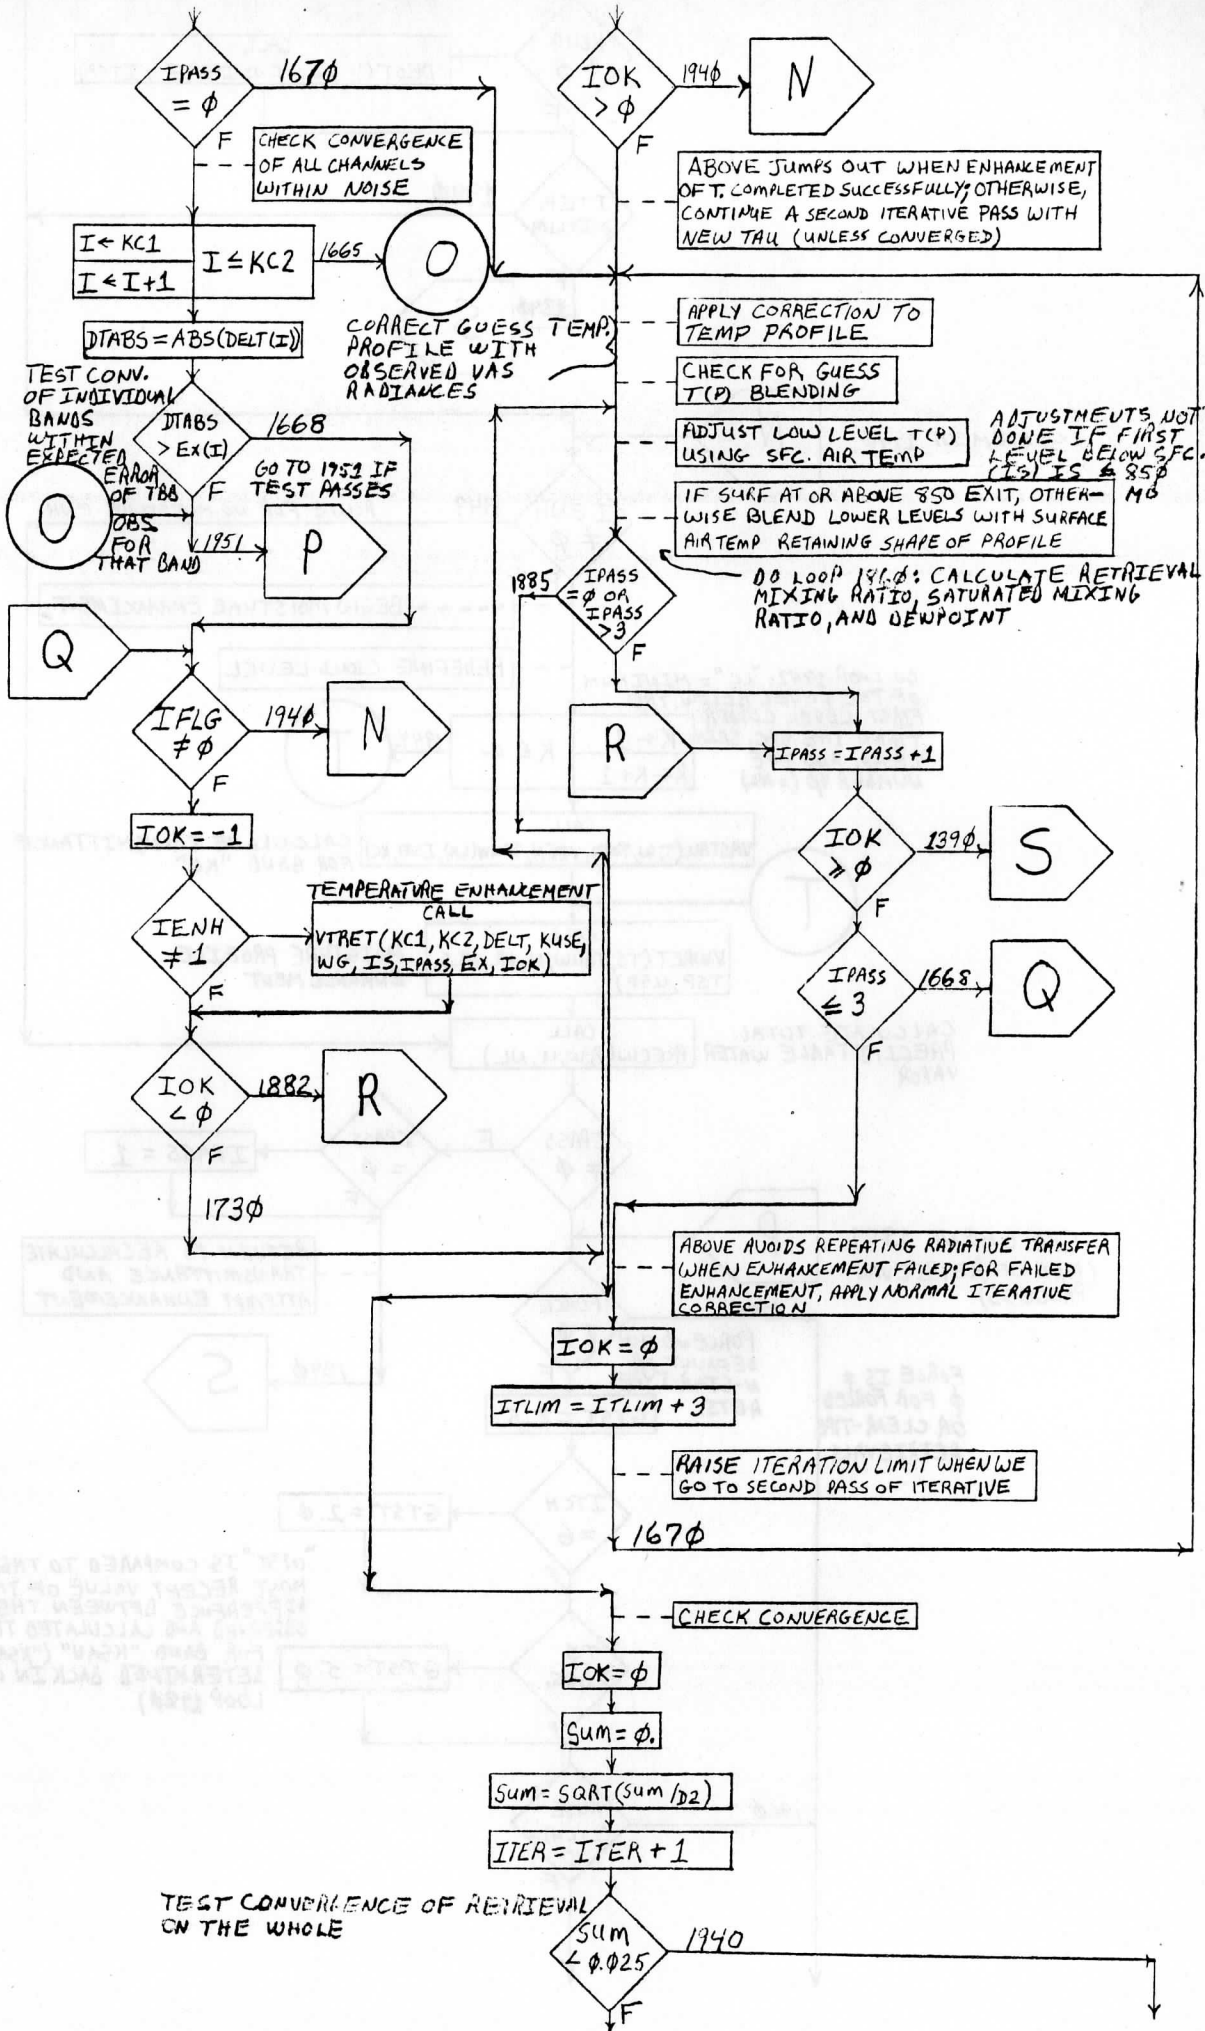 IPASS
= φ
167φ
F
CHECK CONVERGENCE
OF ALL CHANNELS
WITHIN NOISE
I ← KC1
I ← I+1
I ≤ KC2
1665
O
DTABS = ABS(DELT(I))
TEST CONV.
OF INDIVIDUAL
BANDS
WITHIN
EXPECTED
ERROR
OF TBB
OBS.
FOR
THAT BAND
O
DTABS
> EX(I)
1668
F
GO TO 1951 IF
TEST PASSES
1951
P
Q
IFLG
≠ φ
194φ
N
F
IOK = -1
IENH
≠ 1
F
TEMPERATURE ENHANCEMENT
CALL
VTRET(KC1, KC2, DELT, KUSE,
WG, IS, IPASS, EX, IOK)
IOK
< φ
1882
R
F
173φ
IOK
> φ
194φ
N
F
ABOVE JUMPS OUT WHEN ENHANCEMENT
OF T. COMPLETED SUCCESSFULLY; OTHERWISE,
CONTINUE A SECOND ITERATIVE PASS WITH
NEW TAU (UNLESS CONVERGED)
CORRECT GUESS TEMP.
PROFILE WITH
OBSERVED VAS
RADIANCES
APPLY CORRECTION TO
TEMP PROFILE
CHECK FOR GUESS
T(P) BLENDING
ADJUST LOW LEVEL T(P)
USING SFC. AIR TEMP
ADJUSTMENTS NOT
DONE IF FIRST
LEVEL BELOW SFC.
(IS) IS ≤ 85φ
MB
IF SURF AT OR ABOVE 850 EXIT, OTHER-
WISE BLEND LOWER LEVELS WITH SURFACE
AIR TEMP RETAINING SHAPE OF PROFILE
DO LOOP 186φ: CALCULATE RETRIEVAL
MIXING RATIO, SATURATED MIXING
RATIO, AND DEWPOINT
1885
IPASS
= φ OR
IPASS
> 3
F
R
IPASS = IPASS + 1
IOK
≥ φ
139φ
S
F
IPASS
≤ 3
1668
Q
F
ABOVE AVOIDS REPEATING RADIATIVE TRANSFER
WHEN ENHANCEMENT FAILED; FOR FAILED
ENHANCEMENT, APPLY NORMAL ITERATIVE
CORRECTION
IOK = φ
ITLIM = ITLIM + 3
RAISE ITERATION LIMIT WHEN WE
GO TO SECOND PASS OF ITERATIVE
167φ
CHECK CONVERGENCE
IOK = φ
SUM = φ.
SUM = SQRT(SUM/D2)
ITER = ITER + 1
TEST CONVERGENCE OF RETRIEVAL
ON THE WHOLE
SUM
< φ.φ25
1940
F